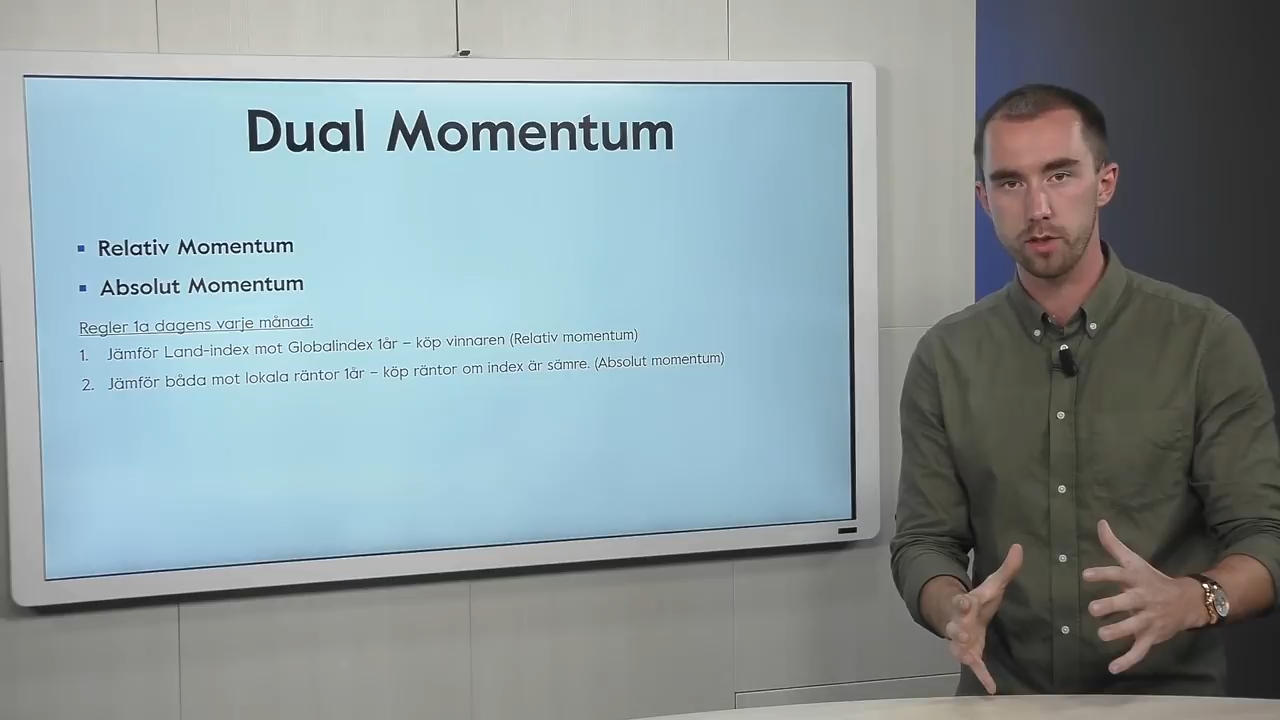 Dual Momentum
Relativ Momentum
Absolut Momentum
Regler 1a dagens varje månad:
1. Jämför Land-index mot Globalindex 1år – köp vinnaren (Relativ momentum)
2. Jämför båda mot lokala räntor 1år – köp räntor om index är sämre. (Absolut momentum)